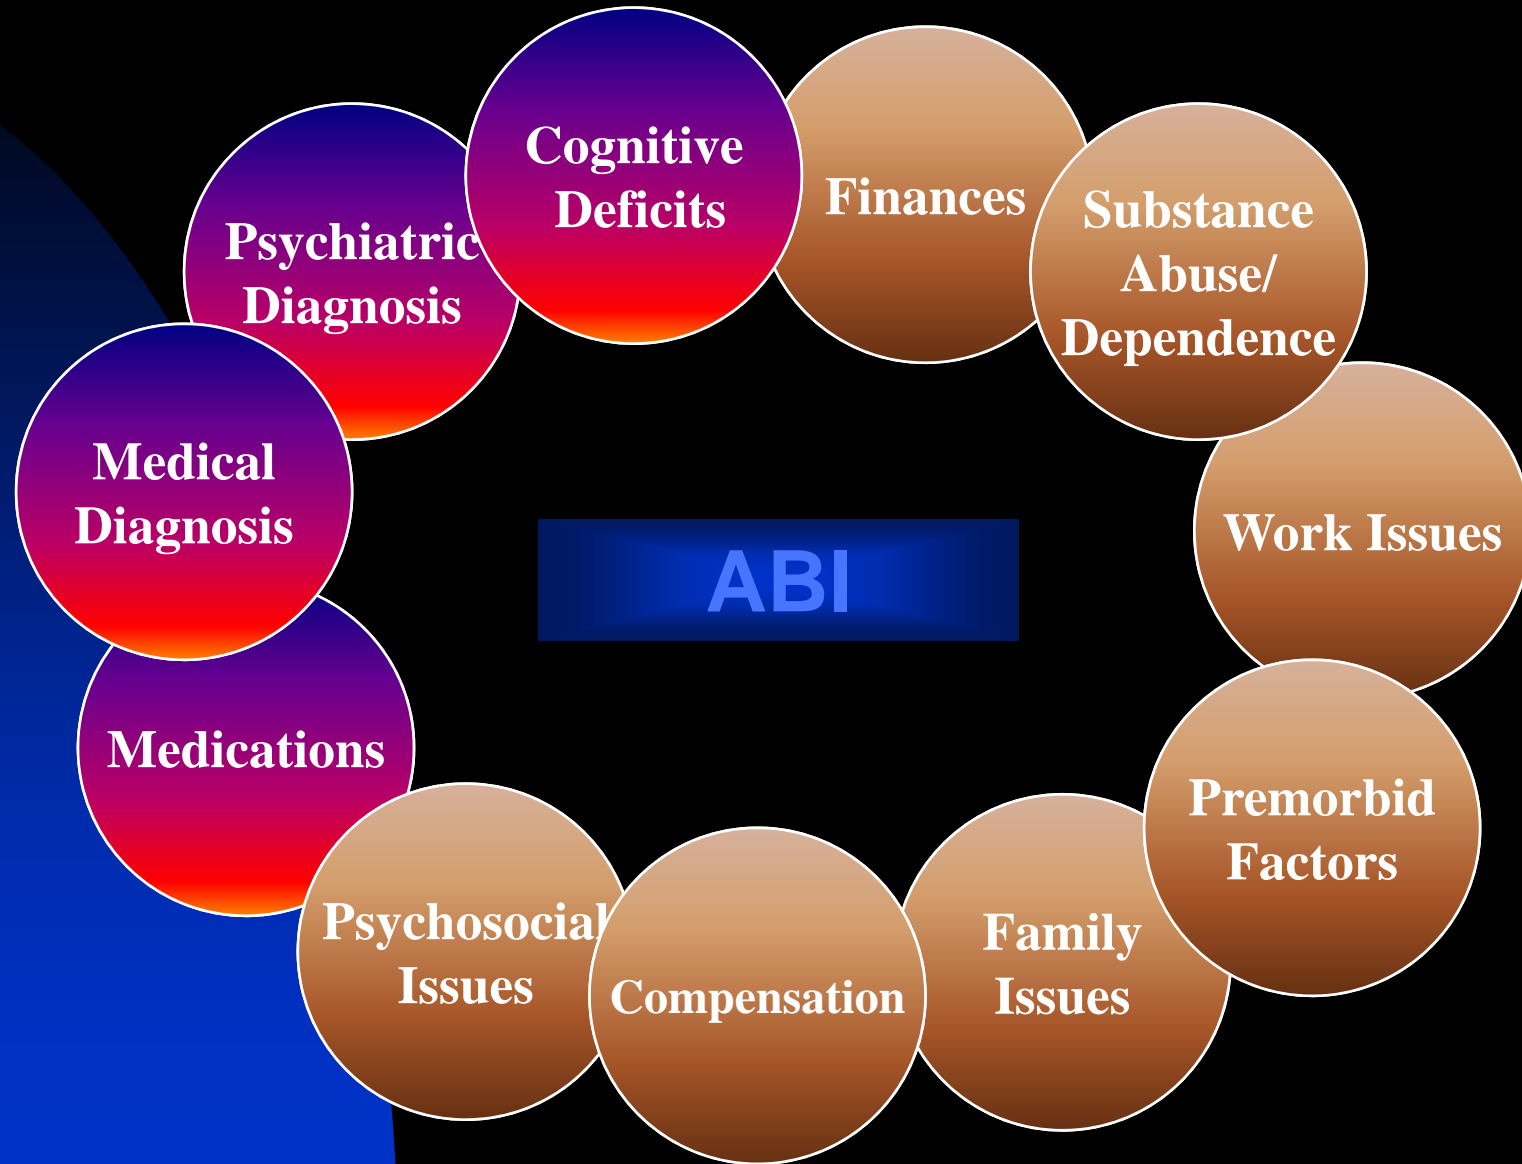 Cognitive
Deficits
Finances
Substance
Abuse/
Dependence
Psychiatric
Diagnosis
Medical
Diagnosis
Work Issues
ABI
Medications
Premorbid
Factors
Psychosocial
Issues
Compensation
Family
Issues